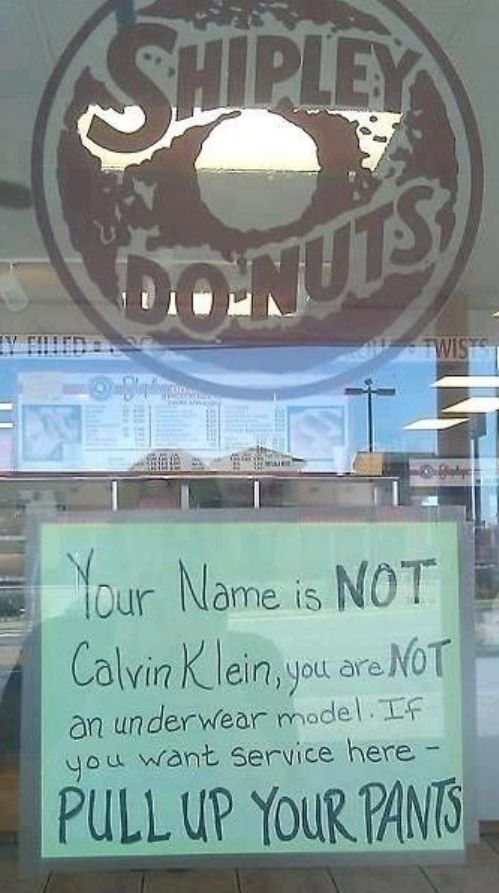 SHIPLEY
DO-NUTS
TWISTS
Your Name is NOT
Calvin Klein, you are NOT
an underwear model. If
you want service here -
PULL UP YOUR PANTS